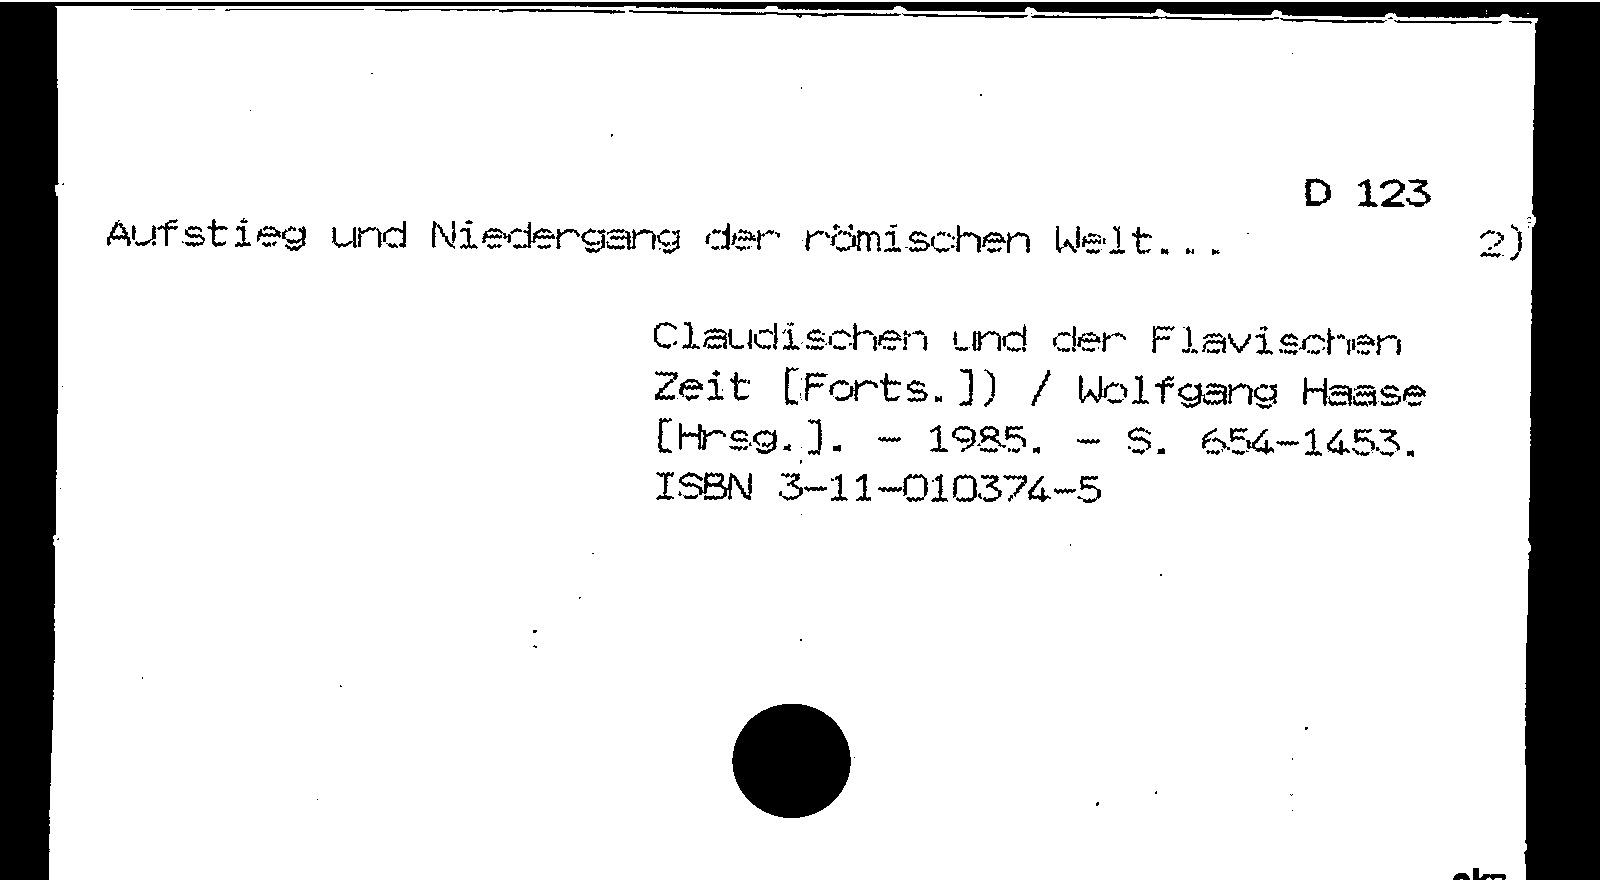 D 123
Aufstieg und Niedergang der römischen Welt... 2)
Claudischen und der Flavischen
Zeit [Forts.]) / Wolfgang Haase
[Hrsg.]. - 1985. - S. 654-1453.
ISBN 3-11-010374-5